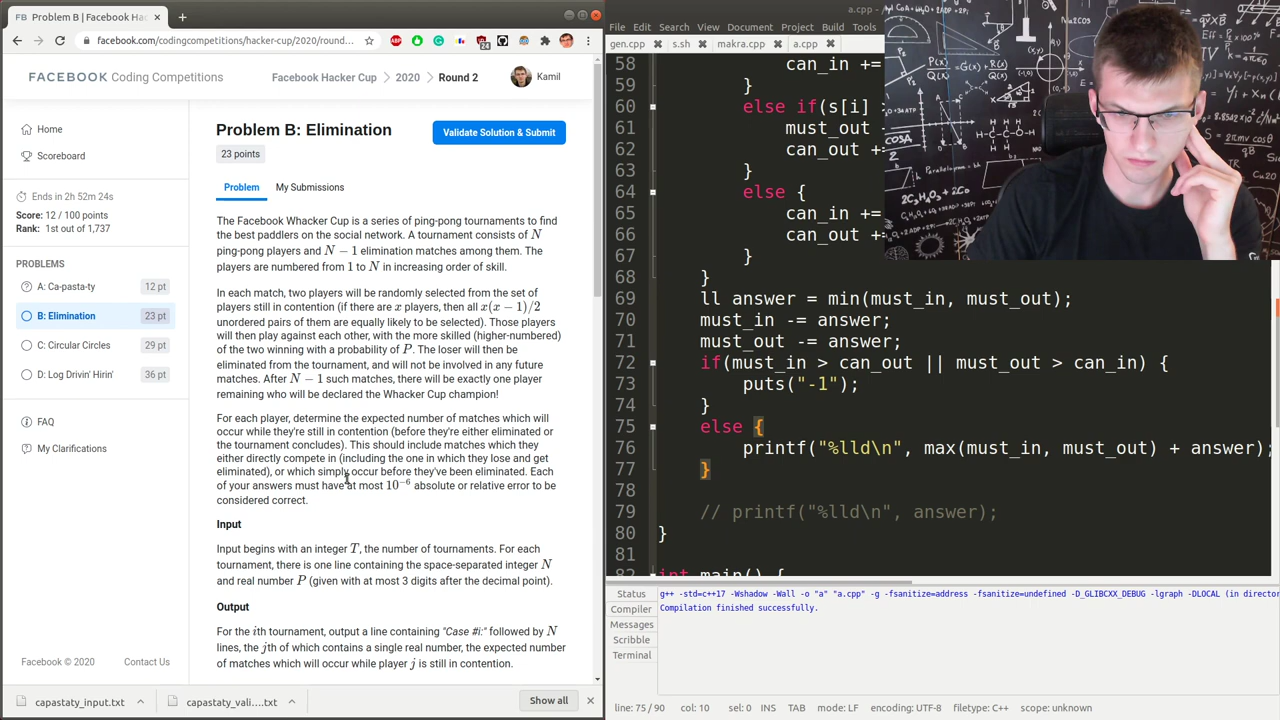 FB Problem B | Facebook Hack
facebook.com/codingcompetitions/hacker-cup/2020/round...
24
FACEBOOK Coding Competitions
Facebook Hacker Cup > 2020 > Round 2
Kamil
Home
Scoreboard
Ends in 2h 52m 24s
Score: 12 / 100 points
Rank: 1st out of 1,737
PROBLEMS
A: Ca-pasta-ty 12 pt
B: Elimination 23 pt
C: Circular Circles 29 pt
D: Log Drivin' Hirin' 36 pt
FAQ
My Clarifications
Facebook © 2020 Contact Us
Problem B: Elimination
Validate Solution & Submit
23 points
Problem My Submissions
The Facebook Whacker Cup is a series of ping-pong tournaments to find
the best paddlers on the social network. A tournament consists of N
ping-pong players and N − 1 elimination matches among them. The
players are numbered from 1 to N in increasing order of skill.
In each match, two players will be randomly selected from the set of
players still in contention (if there are x players, then all x(x − 1)/2
unordered pairs of them are equally likely to be selected). Those players
will then play against each other, with the more skilled (higher-numbered)
of the two winning with a probability of P. The loser will then be
eliminated from the tournament, and will not be involved in any future
matches. After N − 1 such matches, there will be exactly one player
remaining who will be declared the Whacker Cup champion!
For each player, determine the expected number of matches which will
occur while they're still in contention (before they're either eliminated or
the tournament concludes). This should include matches which they
either directly compete in (including the one in which they lose and get
eliminated), or which simply occur before they've been eliminated. Each
of your answers must have at most 10⁻⁶ absolute or relative error to be
considered correct.
Input
Input begins with an integer T, the number of tournaments. For each
tournament, there is one line containing the space-separated integer N
and real number P (given with at most 3 digits after the decimal point).
Output
For the ith tournament, output a line containing "Case #i:" followed by N
lines, the jth of which contains a single real number, the expected number
of matches which will occur while player j is still in contention.
capastaty_input.txt
capastaty_vali....txt
Show all
a.cpp
File Edit Search View Document Project Build Tools
gen.cpp s.sh makra.cpp a.cpp
58 can_in +=
59 }
60 else if(s[i]
61 must_out
62 can_out +
63 }
64 else {
65 can_in +=
66 can_out +
67 }
68 }
69 ll answer = min(must_in, must_out);
70 must_in -= answer;
71 must_out -= answer;
72 if(must_in > can_out || must_out > can_in) {
73 puts("-1");
74 }
75 else {
76 printf("%lld\n", max(must_in, must_out) + answer);
77 }
78
79 // printf("%lld\n", answer);
80 }
81
82 int main() {
Status
Compiler
Messages
Scribble
Terminal
g++ -std=c++17 -Wshadow -Wall -o "a" "a.cpp" -g -fsanitize=address -fsanitize=undefined -D_GLIBCXX_DEBUG -lgraph -DLOCAL (in director
Compilation finished successfully.
line: 75 / 90 col: 10 sel: 0 INS TAB mode: LF encoding: UTF-8 filetype: C++ scope: unknown